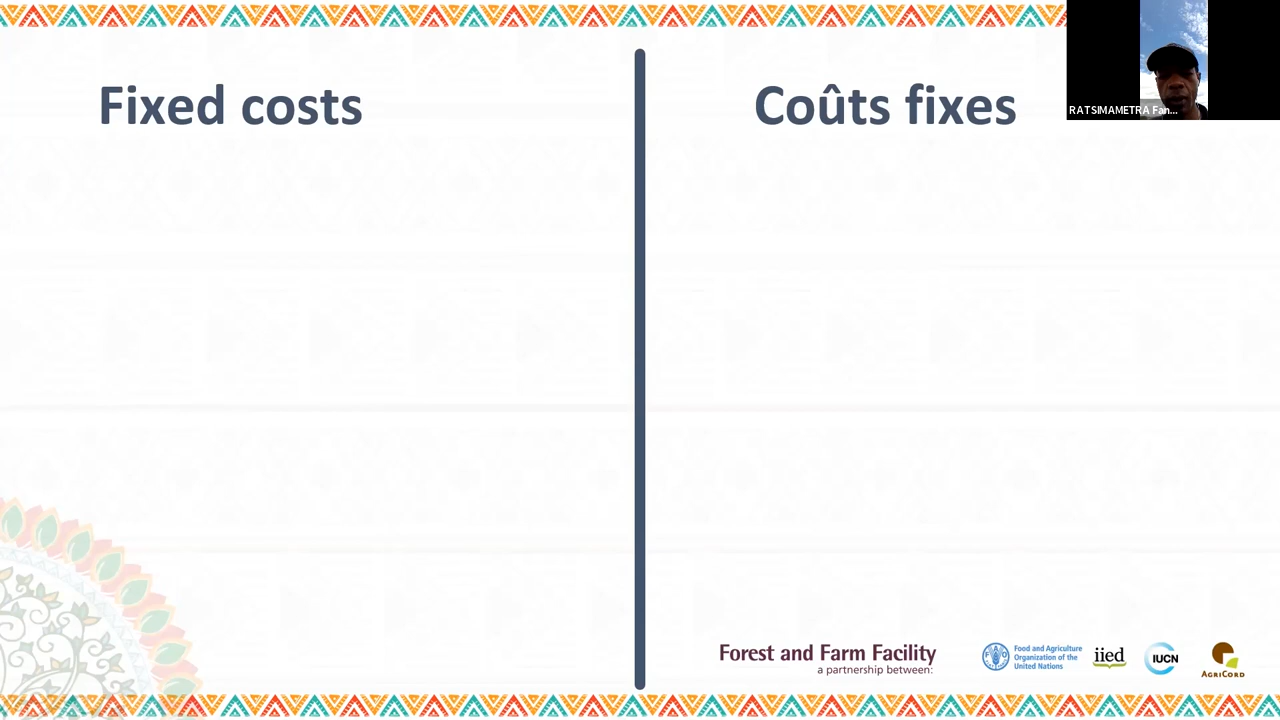 Fixed costs
Coûts fixes
RATSIMAMETRA Fan...
Forest and Farm Facility
a partnership between:
Food and Agriculture
Organization of the
United Nations
iied
IUCN
AGRICORD